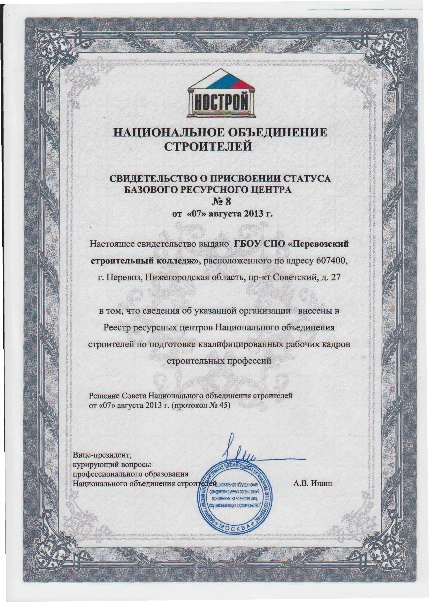 НОСТРОЙ
НАЦИОНАЛЬНОЕ ОБЪЕДИНЕНИЕ
СТРОИТЕЛЕЙ
СВИДЕТЕЛЬСТВО О ПРИСВОЕНИИ СТАТУСА
БАЗОВОГО РЕСУРСНОГО ЦЕНТРА
№ 8
от «07» августа 2013 г.
Настоящее свидетельство выдано ГБОУ СПО «Перевозский
строительный колледж», расположенного по адресу 607400,
г. Перевоз, Нижегородская область, пр-кт Советский, д. 27
в том, что сведения об указанной организации внесены в
Реестр ресурсных центров Национального объединения
строителей по подготовке квалифицированных рабочих кадров
строительных профессий
Решение Совета Национального объединения строителей
от «07» августа 2013 г. (протокол № 45)
Вице-президент,
курирующий вопросы
профессионального образования
Национального объединения строителей
А.В. Ишин
МОСКВА